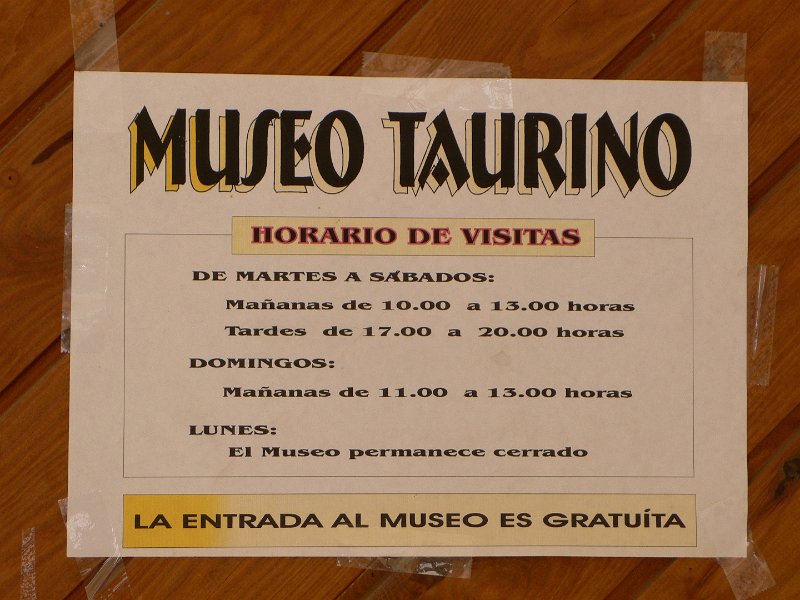 MUSEO TAURINO
HORARIO DE VISITAS
DE MARTES A SÁBADOS:
Mañanas de 10.00 a 13.00 horas
Tardes de 17.00 a 20.00 horas
DOMINGOS:
Mañanas de 11.00 a 13.00 horas
LUNES:
El Museo permanece cerrado
LA ENTRADA AL MUSEO ES GRATUÍTA